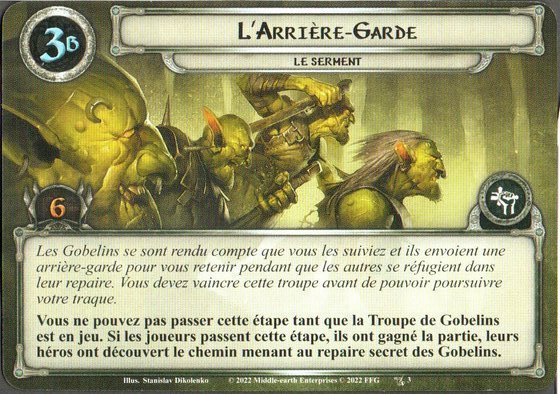 3B
L'Arrière-Garde
LE SERMENT
6
Les Gobelins se sont rendu compte que vous les suiviez et ils envoient une
arrière-garde pour vous retenir pendant que les autres se réfugient dans
leur repaire. Vous devez vaincre cette troupe avant de pouvoir poursuivre
votre traque.
Vous ne pouvez pas passer cette étape tant que la Troupe de Gobelins
est en jeu. Si les joueurs passent cette étape, ils ont gagné la partie, leurs
héros ont découvert le chemin menant au repaire secret des Gobelins.
Illus. Stanislav Dikolenko © 2022 Middle-earth Enterprises © 2022 FFG 3